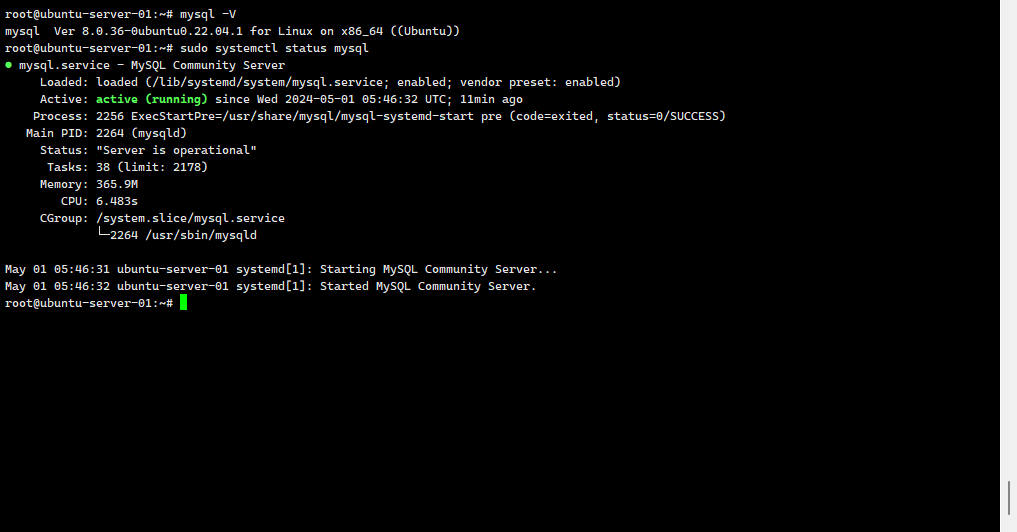 root@ubuntu-server-01:~# mysql -V
mysql  Ver 8.0.36-0ubuntu0.22.04.1 for Linux on x86_64 ((Ubuntu))
root@ubuntu-server-01:~# sudo systemctl status mysql
● mysql.service - MySQL Community Server
     Loaded: loaded (/lib/systemd/system/mysql.service; enabled; vendor preset: enabled)
     Active: active (running) since Wed 2024-05-01 05:46:32 UTC; 11min ago
    Process: 2256 ExecStartPre=/usr/share/mysql/mysql-systemd-start pre (code=exited, status=0/SUCCESS)
   Main PID: 2264 (mysqld)
     Status: "Server is operational"
      Tasks: 38 (limit: 2178)
     Memory: 365.9M
        CPU: 6.483s
     CGroup: /system.slice/mysql.service
             └─2264 /usr/sbin/mysqld
May 01 05:46:31 ubuntu-server-01 systemd[1]: Starting MySQL Community Server...
May 01 05:46:32 ubuntu-server-01 systemd[1]: Started MySQL Community Server.
root@ubuntu-server-01:~#